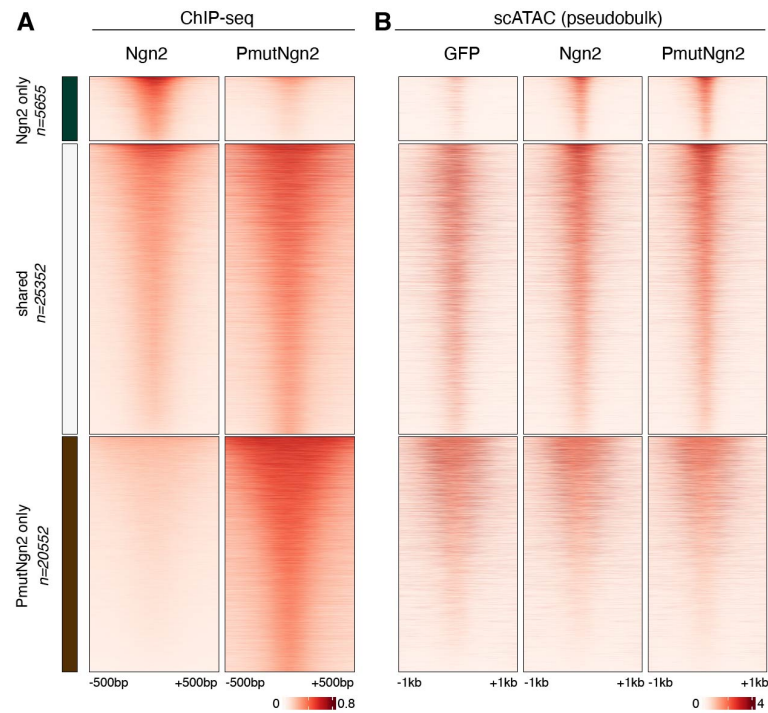 A
ChIP-seq
Ngn2
PmutNgn2
B
scATAC (pseudobulk)
GFP
Ngn2
PmutNgn2
Ngn2 only
n=5655
shared
n=25352
PmutNgn2 only
n=20552
-500bp +500bp -500bp +500bp
0 0.8
-1kb +1kb -1kb +1kb -1kb +1kb
0 4